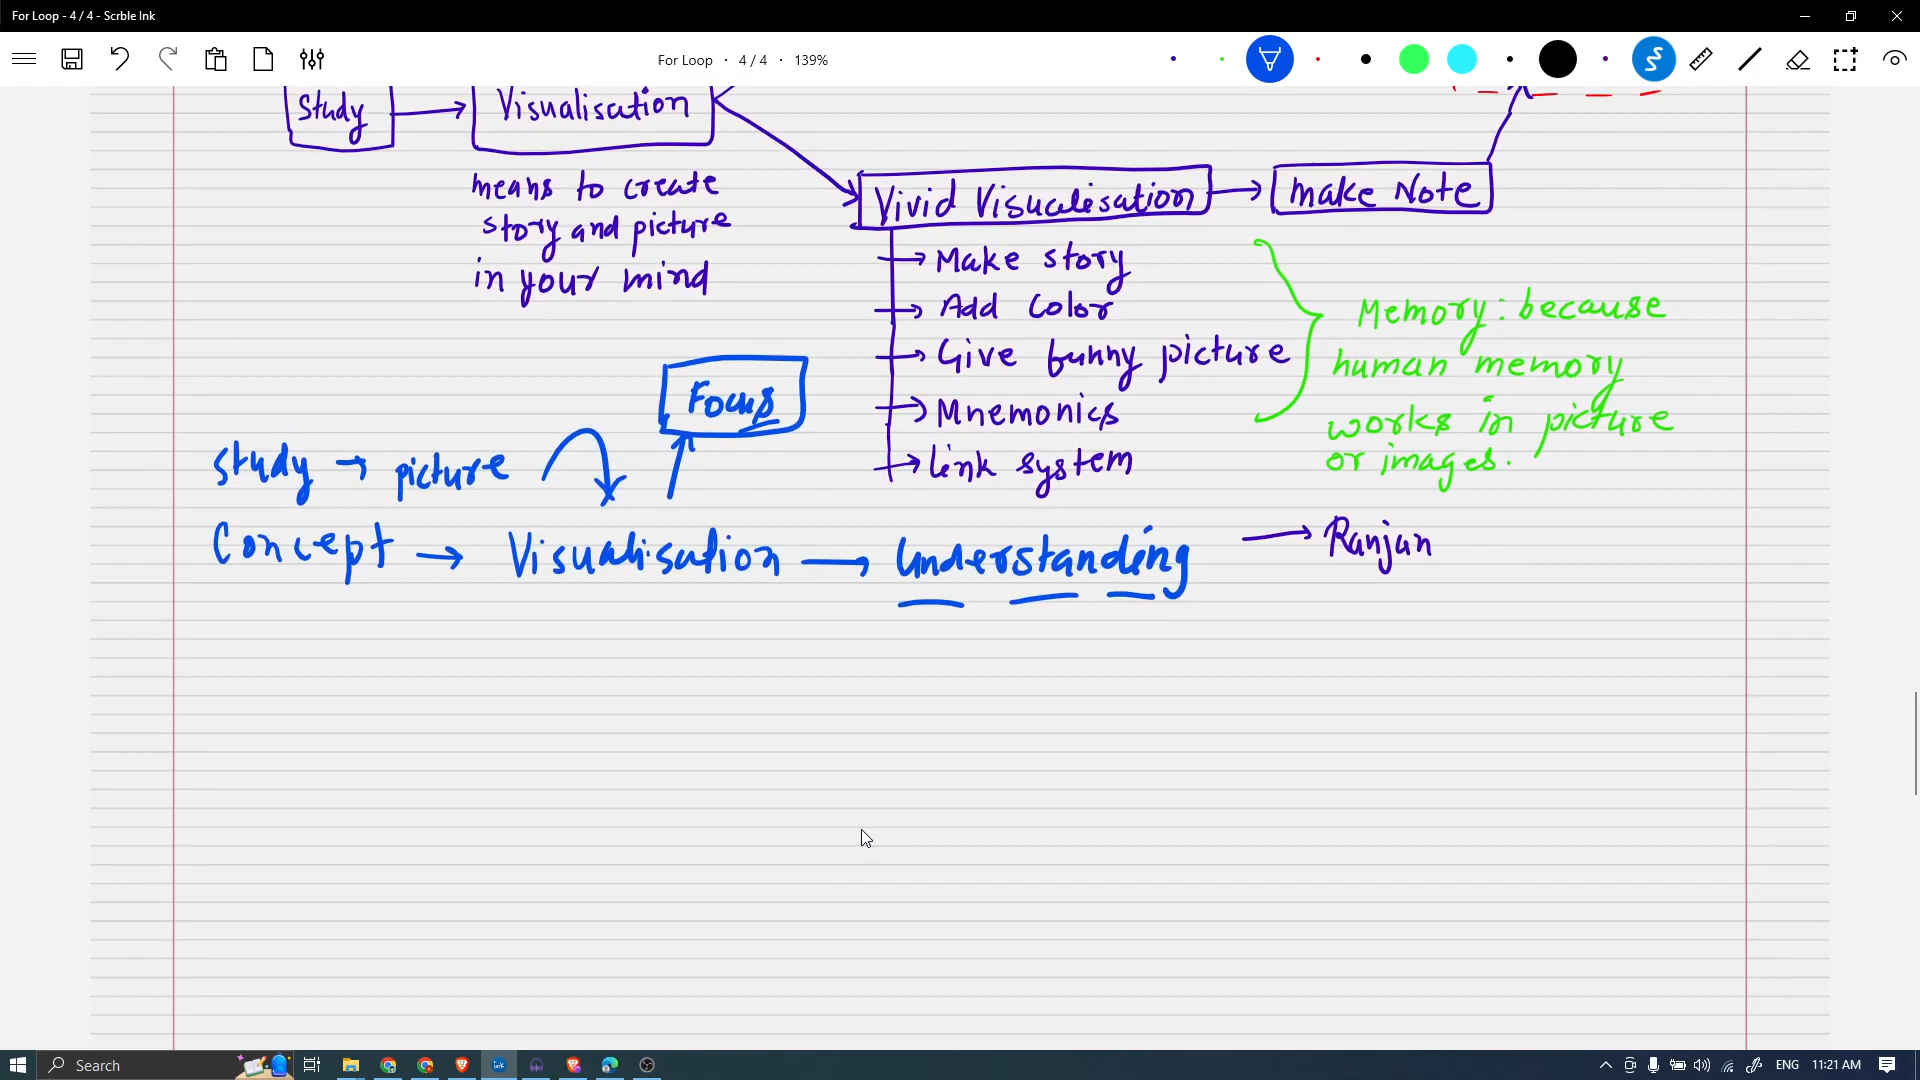 For Loop - 4 / 4 - Scrble Ink
For Loop · 4 / 4 · 139%
Study
Visualisation
means to create
story and picture
in your mind
Vivid Visualisation
make Note
Make story
Add Color
Give funny picture
Mnemonics
Link system
Memory: because
human memory
works in picture
or images.
Focus
Study → picture
Concept → Visualisation → Understanding → Ranjan
Search
ENG 11:21 AM